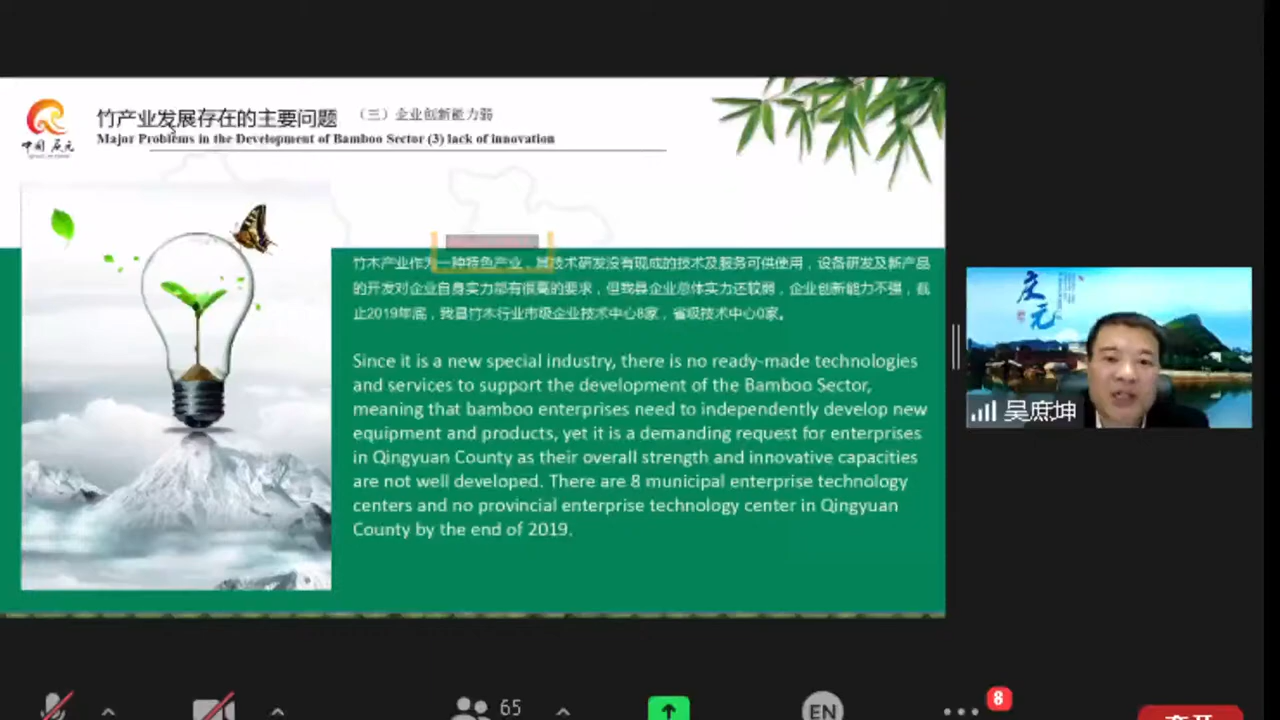 竹产业发展存在的主要问题 （三）企业创新能力弱
Major Problems in the Development of Bamboo Sector (3) lack of innovation
中国 庆元
竹木产业作为一种特色产业，其技术研发没有现成的技术及服务可供使用，设备研发及新产品
的开发对企业自身实力都有很高的要求，但我县企业总体实力还较弱，企业创新能力不强，截
止2019年底，我县竹木行业市级企业技术中心8家，省级技术中心0家。
Since it is a new special industry, there is no ready-made technologies
and services to support the development of the Bamboo Sector,
meaning that bamboo enterprises need to independently develop new
equipment and products, yet it is a demanding request for enterprises
in Qingyuan County as their overall strength and innovative capacities
are not well developed. There are 8 municipal enterprise technology
centers and no provincial enterprise technology center in Qingyuan
County by the end of 2019.
庆元
吴庶坤
65
EN
8
离开